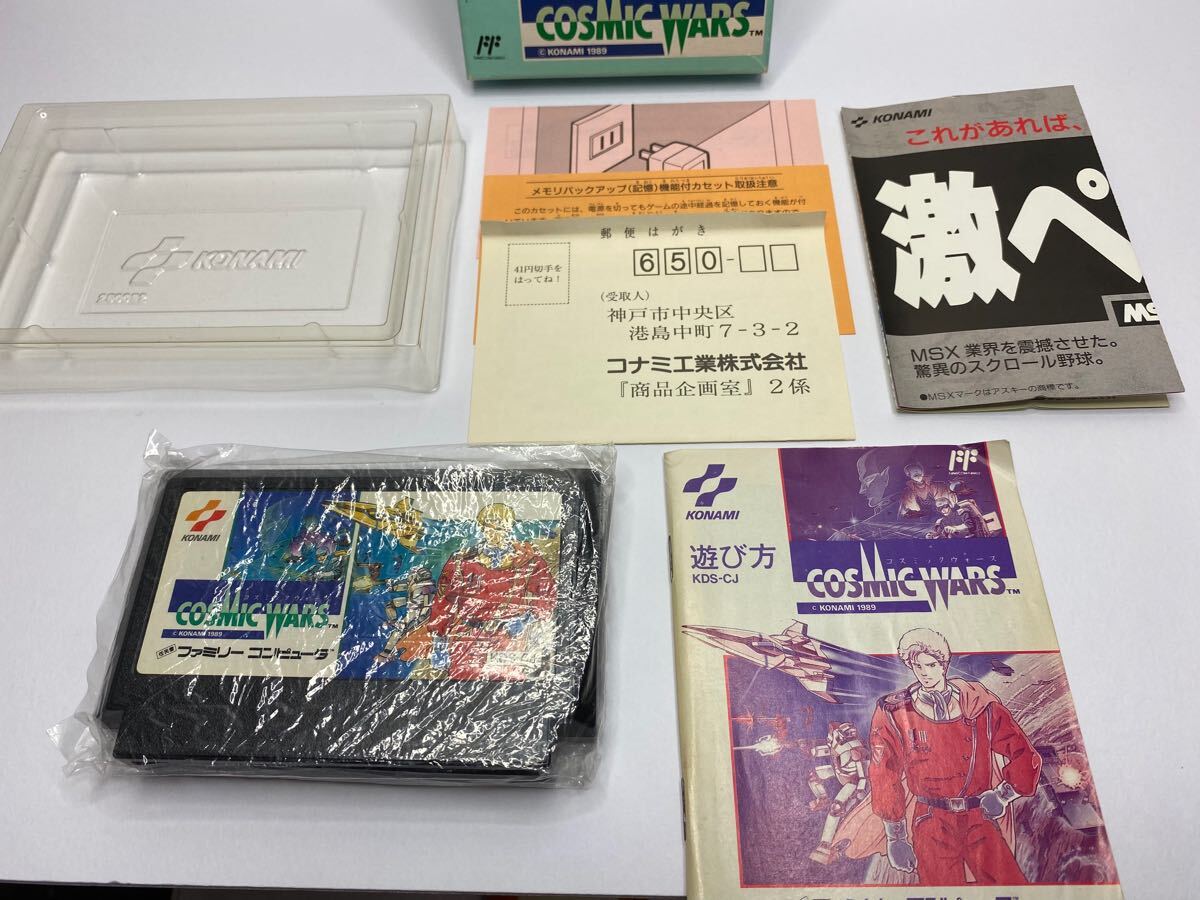 COSMIC WARS™
© KONAMI 1989
KONAMI
メモリバックアップ(記憶)機能付カセット取扱注意
このカセットには、電源を切ってもゲームの途中経過を記憶しておく機能が付
郵便はがき
41円切手を
はってね!
650-
(受取人)
神戸市中央区
港島中町7-3-2
コナミ工業株式会社
『商品企画室』2係
KONAMI
これがあれば、
激ペ
MS
MSX 業界を震撼させた。
驚異のスクロール野球。
●MSXマークはアスキーの商標です。
KONAMI
COSMIC WARS™
© KONAMI 1989
任天堂 ファミリー コンピュータ
KONAMI
遊び方
KDS-CJ
コズミックウォーズ
COSMIC WARS™
© KONAMI 1989